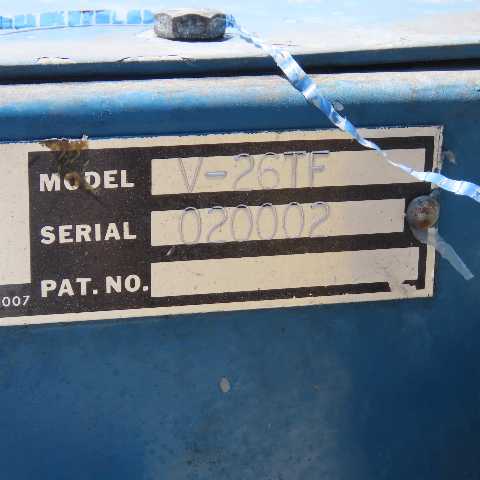 MODEL V-26TF
SERIAL 020002
PAT. NO.
007